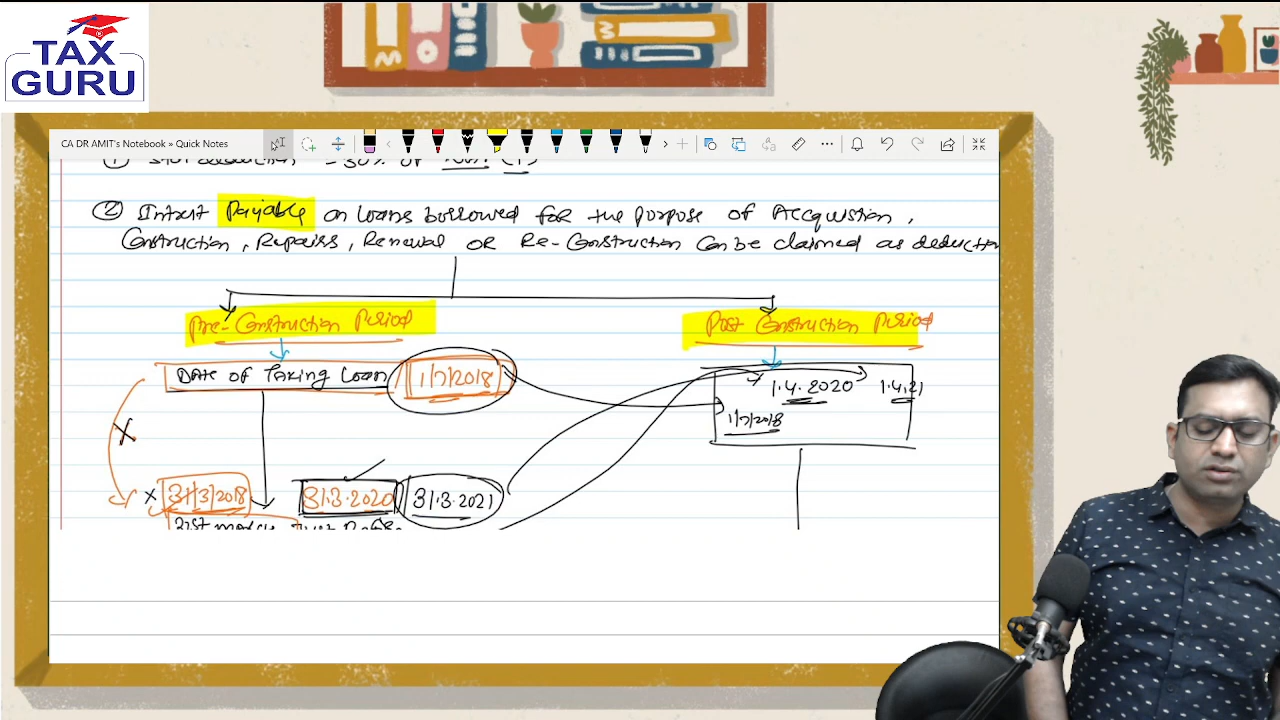 TAX
GURU
CA DR AMIT's Notebook » Quick Notes
② Intrust Payable on loans borrowed for the purpose of Accquistion,
Construction, Repairs, Renewal OR Re-Construction Can be claimed as deduction
Pre-Construction Period
Post Construction Period
DATE of Taking Loan 1/7/2018
1.4.2020 1.4.21
1/7/2018
X
x 31/3/2018 31.3.2020 31.3.2021